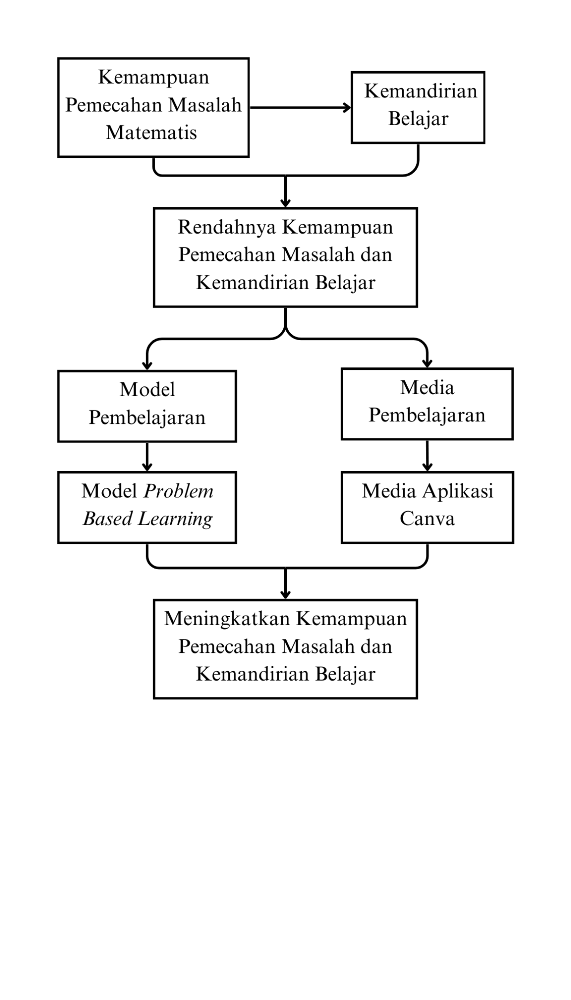 Kemampuan
Pemecahan Masalah
Matematis
Kemandirian
Belajar
Rendahnya Kemampuan
Pemecahan Masalah dan
Kemandirian Belajar
Model
Pembelajaran
Media
Pembelajaran
Model Problem
Based Learning
Media Aplikasi
Canva
Meningkatkan Kemampuan
Pemecahan Masalah dan
Kemandirian Belajar